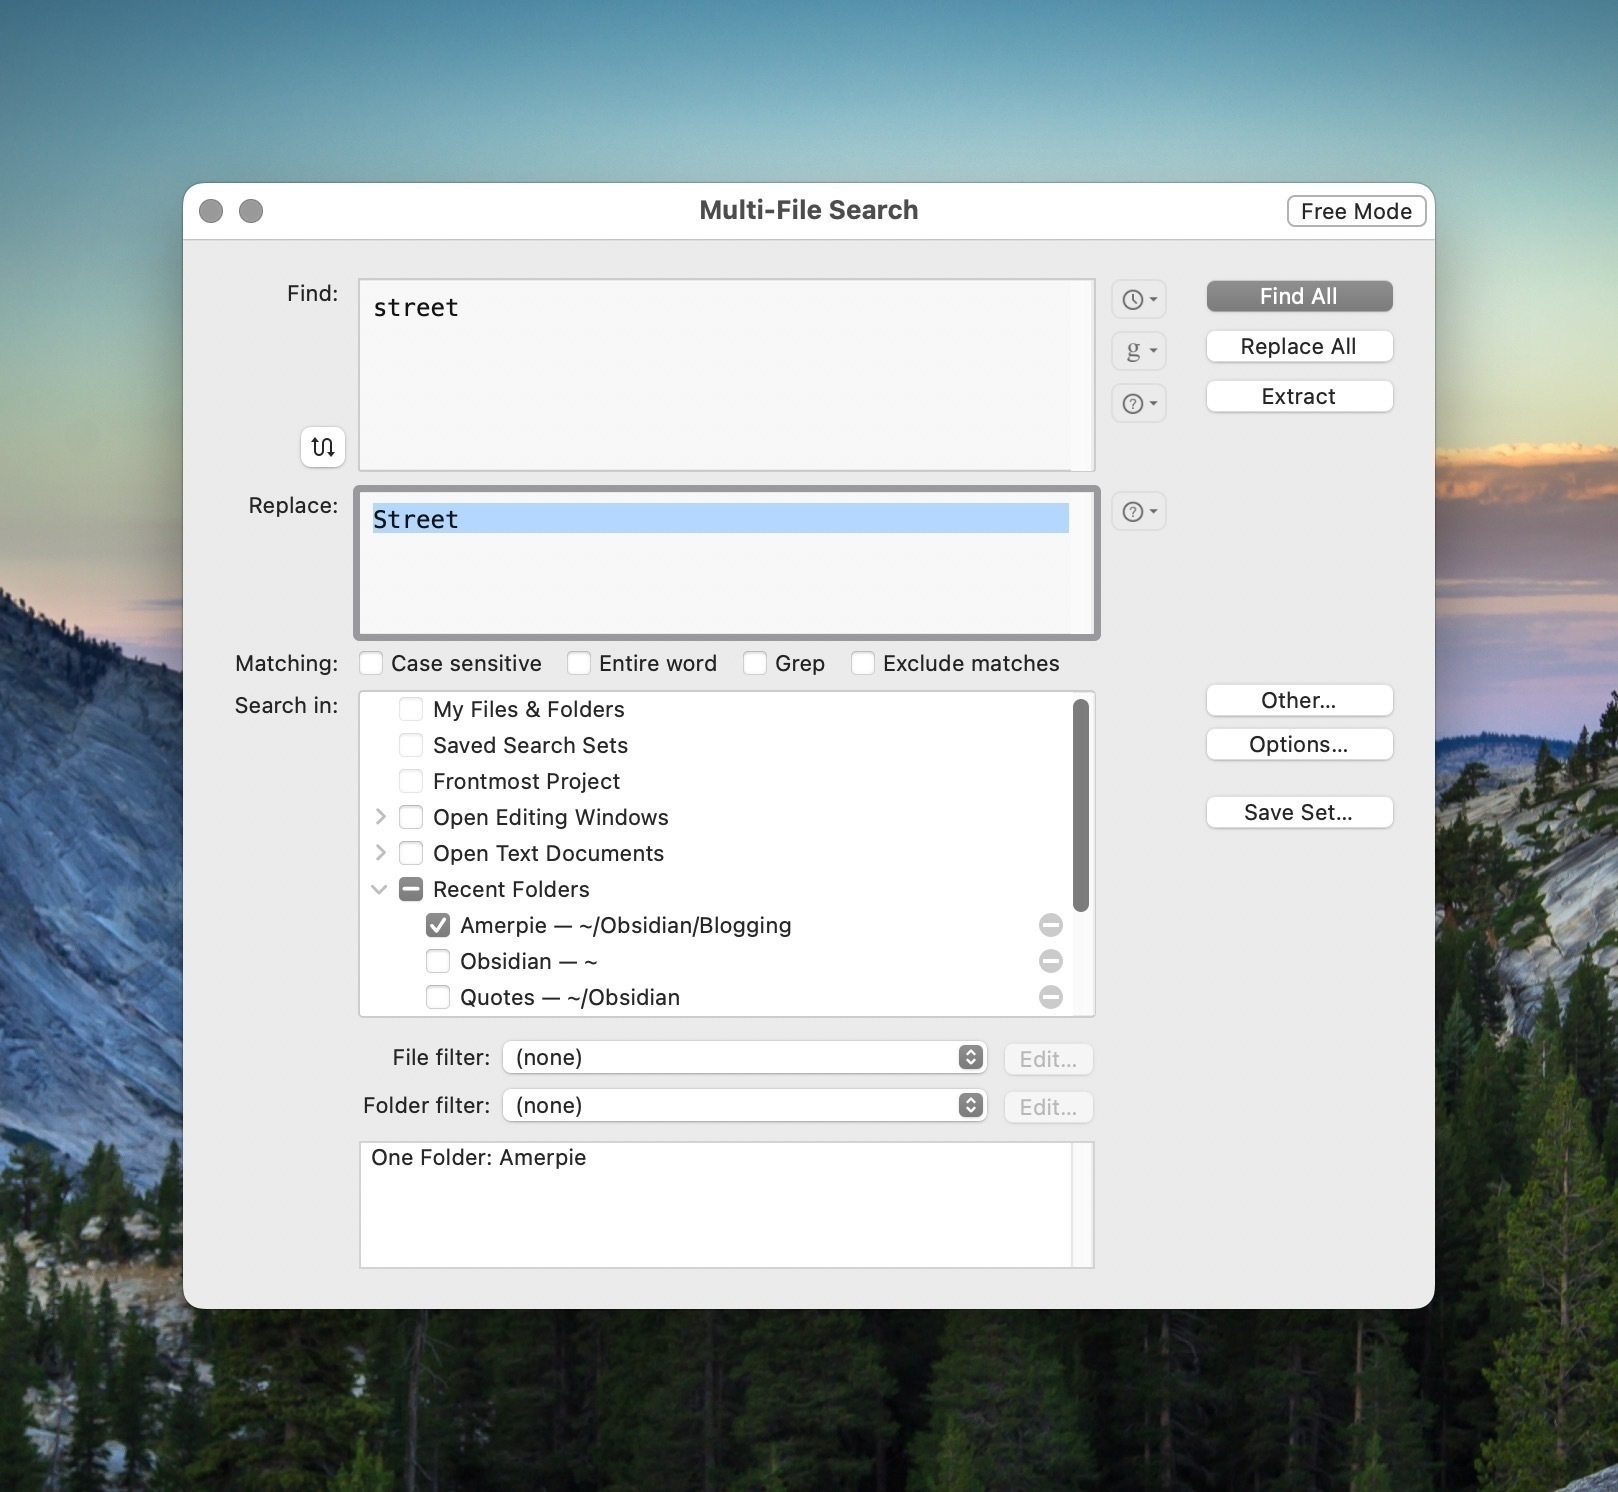 Multi-File Search
Free Mode
Find:
street
g
?
Find All
Replace All
Extract
Replace:
Street
?
Matching:
Case sensitive
Entire word
Grep
Exclude matches
Search in:
My Files & Folders
Saved Search Sets
Frontmost Project
Open Editing Windows
Open Text Documents
Recent Folders
Amerpie — ~/Obsidian/Blogging
Obsidian — ~
Quotes — ~/Obsidian
Other...
Options...
Save Set...
File filter:
(none)
Edit...
Folder filter:
(none)
Edit...
One Folder: Amerpie